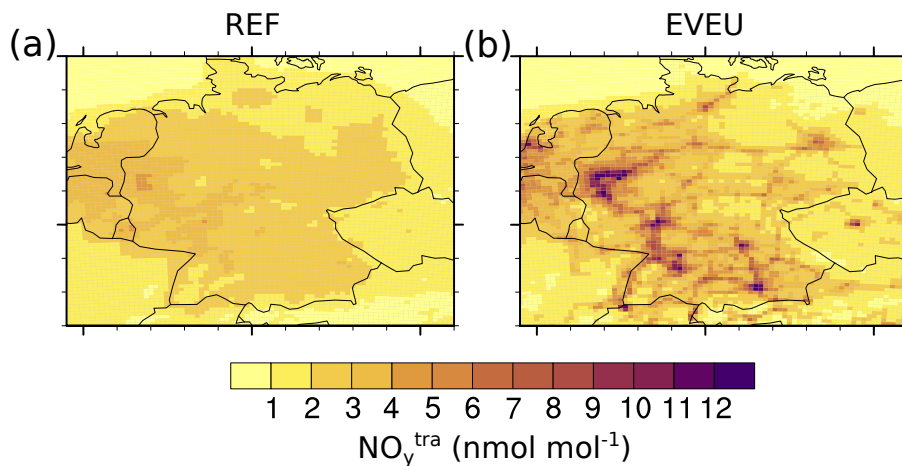 REF
EVEU
(a)
(b)
1 2 3 4 5 6 7 8 9 10 11 12
NOyᵗʳᵃ (nmol mol⁻¹)